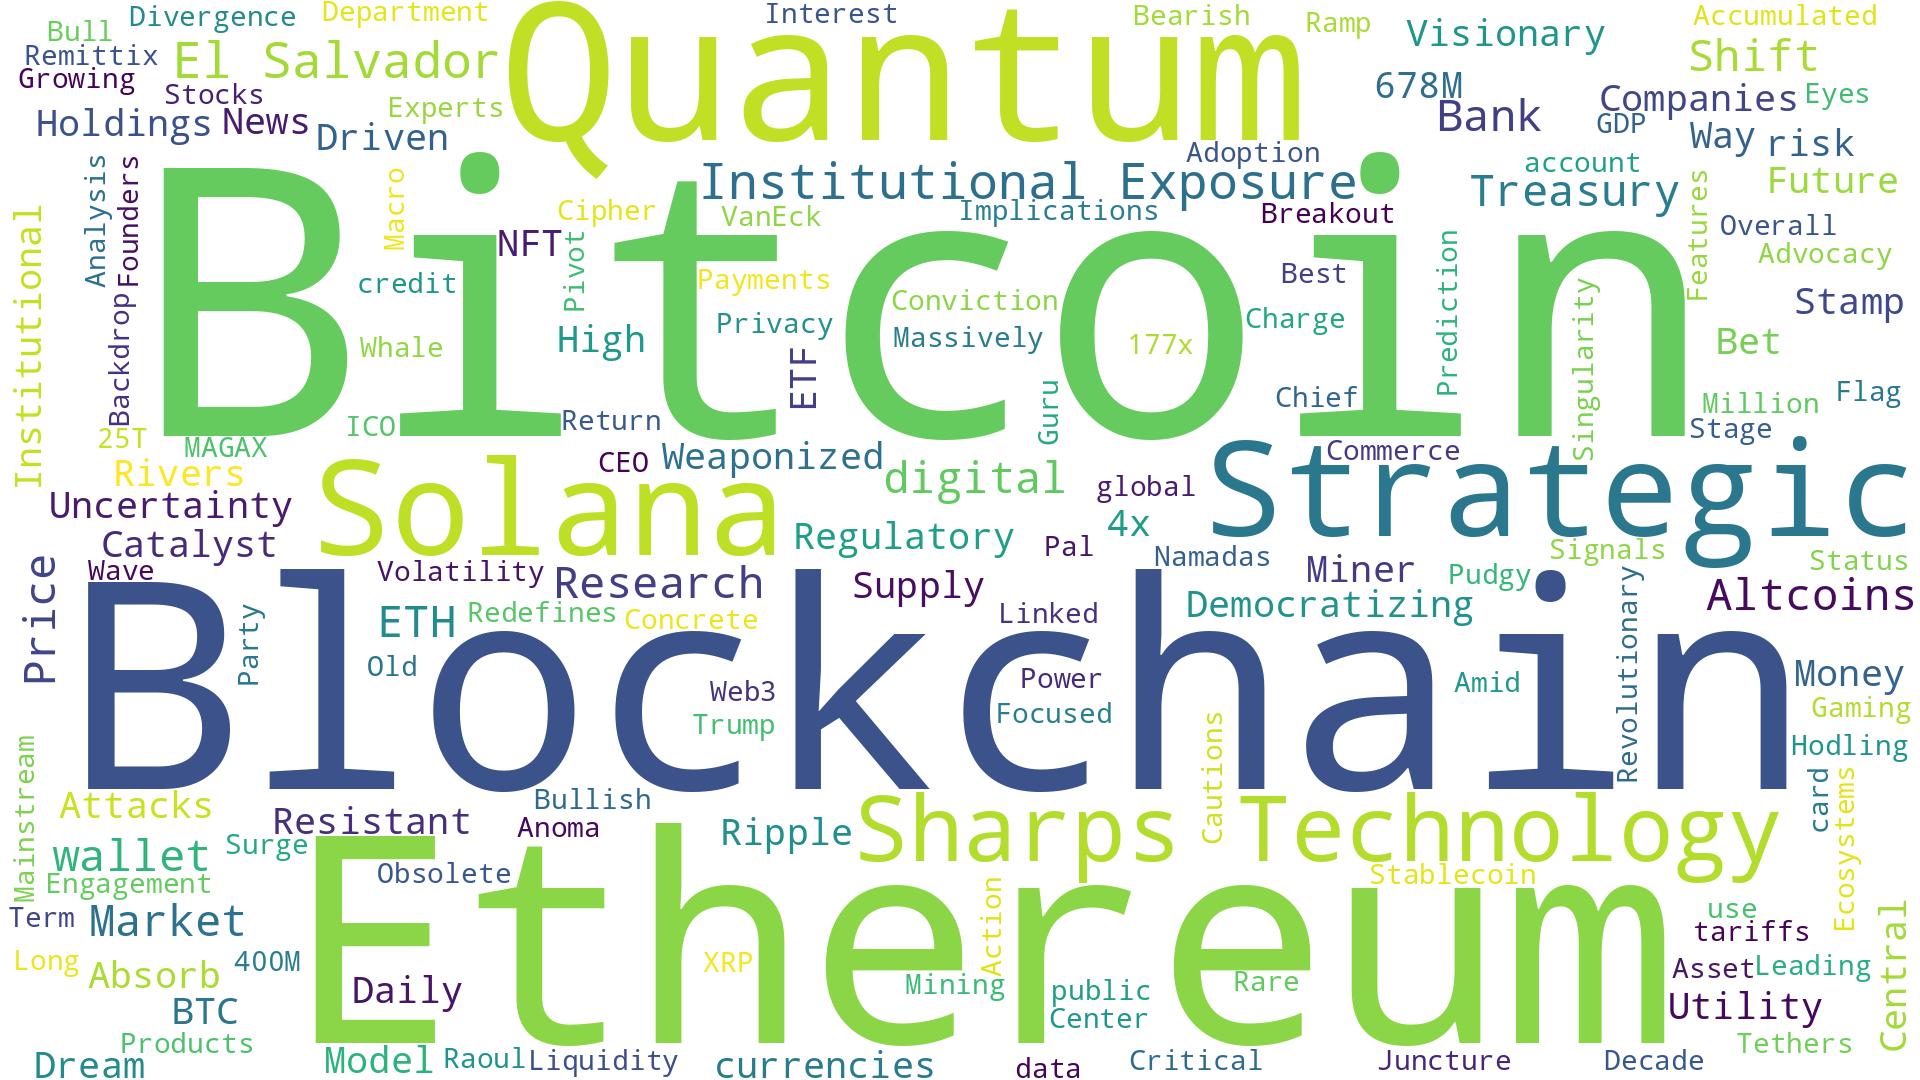 Bull
Divergence
Department
Quantum
Interest
Bearish
Ramp
Visionary
Accumulated
Remittix
El Salvador
Shift
Growing
Stocks
Experts
678M
Bank
Companies
Eyes
Holdings
News
Driven
GDP
Way
risk
Analysis
Founders
Macro
Bitcoin
Institutional Exposure
Adoption
account
Treasury
Future
Features
Institutional
Cipher
VanEck
Implications
Breakout
Overall
NFT
Pivot
Prediction
Advocacy
credit
Payments
Conviction
Best
Singularity
Stamp
Backdrop
Whale
High
Privacy
Massively
177x
Charge
Bet
ETF
Guru
Chief
Million
Flag
25T
MAGAX
ICO
Return
Stage
Rivers
Solana
CEO
Weaponized
digital
Commerce
Strategic
global
Uncertainty
4x
Catalyst
Regulatory
Pal
Namadas
Signals
Status
Price
Wave
Volatility
Research
Supply
Miner
Pudgy
Altcoins
Blockchain
Party
ETH
Redefines
Concrete
Linked
Democratizing
Revolutionary
Old
Web3
Power
Amid
Money
Trump
Focused
Gaming
Cautions
Hodling
Mainstream
Attacks
Resistant
Bullish
Anoma
Ripple
Sharps Technology
card
Ecosystems
wallet
Surge
Ethereum
Engagement
Obsolete
Stablecoin
Term
Market
Action
use
tariffs
Central
Long
Absorb
400M
Daily
XRP
Mining
public
Rare
Asset
Leading
BTC
Center
Utility
Products
Tethers
Dream
Model
Raoul
Liquidity
currencies
data
Critical
Juncture
Decade